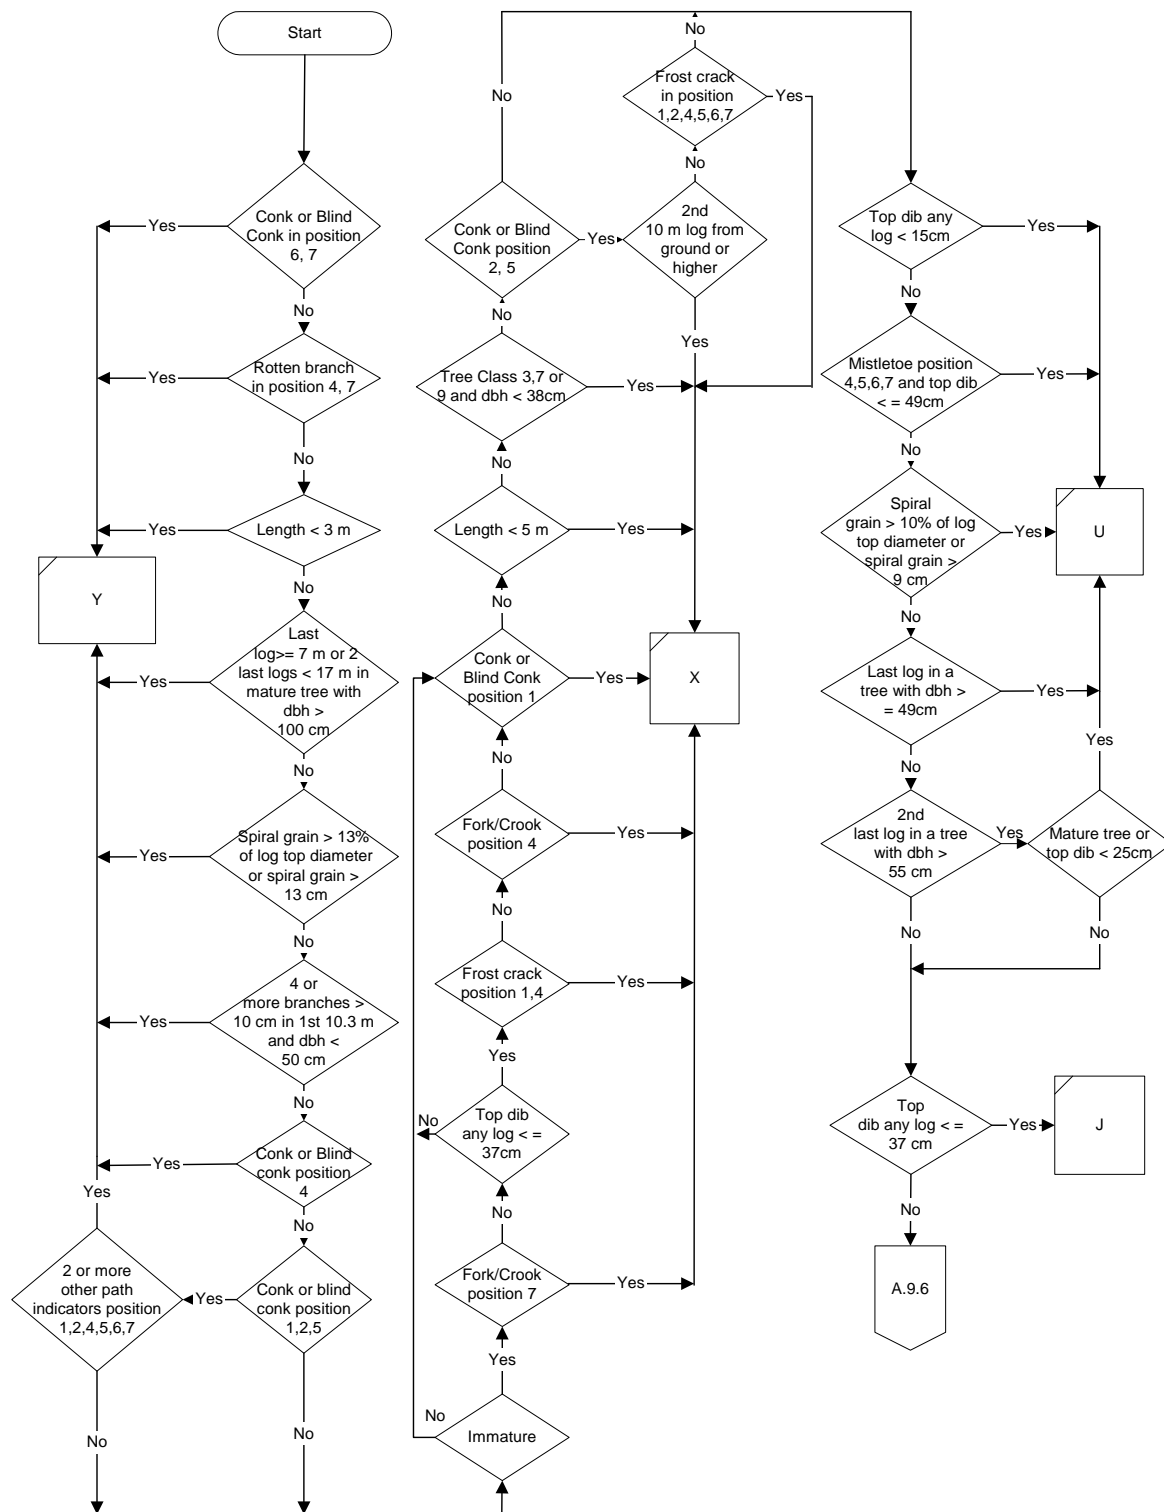 Start
Conk or Blind
Conk in position
6, 7
Yes
No
Rotten branch
in position 4, 7
Yes
No
Length < 3 m
Yes
No
Y
Last
log>= 7 m or 2
last logs < 17 m in
mature tree with
dbh >
100 cm
Yes
No
Spiral grain > 13%
of log top diameter
or spiral grain >
13 cm
Yes
No
4 or
more branches >
10 cm in 1st 10.3 m
and dbh <
50 cm
Yes
No
Conk or Blind
conk position
4
Yes
No
Conk or blind
conk position
1,2,5
Yes
No
2 or more
other path
indicators position
1,2,4,5,6,7
Yes
No
Immature
No
Yes
Fork/Crook
position 7
Yes
No
Top dib
any log < =
37cm
No
Yes
Frost crack
position 1,4
Yes
No
Fork/Crook
position 4
Yes
No
Conk or
Blind Conk
position 1
Yes
No
X
Length < 5 m
Yes
No
Tree Class 3,7 or
9 and dbh < 38cm
Yes
No
Conk or Blind
Conk position
2, 5
Yes
No
2nd
10 m log from
ground or
higher
Yes
No
Frost crack
in position
1,2,4,5,6,7
Yes
No
Top dib any
log < 15cm
Yes
No
Mistletoe position
4,5,6,7 and top dib
< = 49cm
Yes
No
Spiral
grain > 10% of log
top diameter or
spiral grain >
9 cm
Yes
No
U
Last log in a
tree with dbh >
= 49cm
Yes
No
2nd
last log in a tree
with dbh >
55 cm
Yes
No
Mature tree or
top dib < 25cm
Yes
No
Top
dib any log < =
37 cm
Yes
No
J
A.9.6